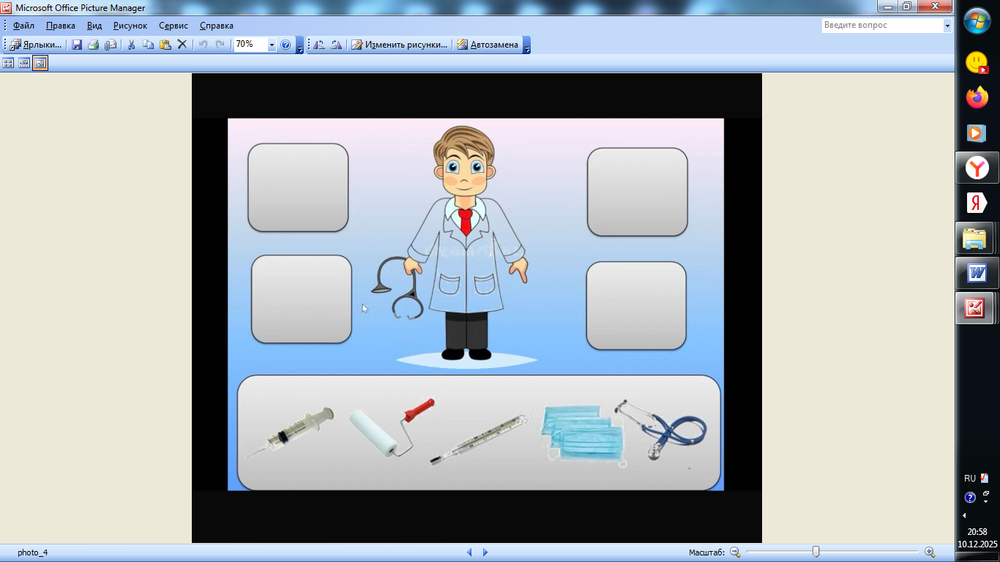 Microsoft Office Picture Manager
Файл Правка Вид Рисунок Сервис Справка
Введите вопрос
Ярлыки... 70% Изменить рисунки... Автозамена
RU
20:58
10.12.2025
photo_4
Масштаб: